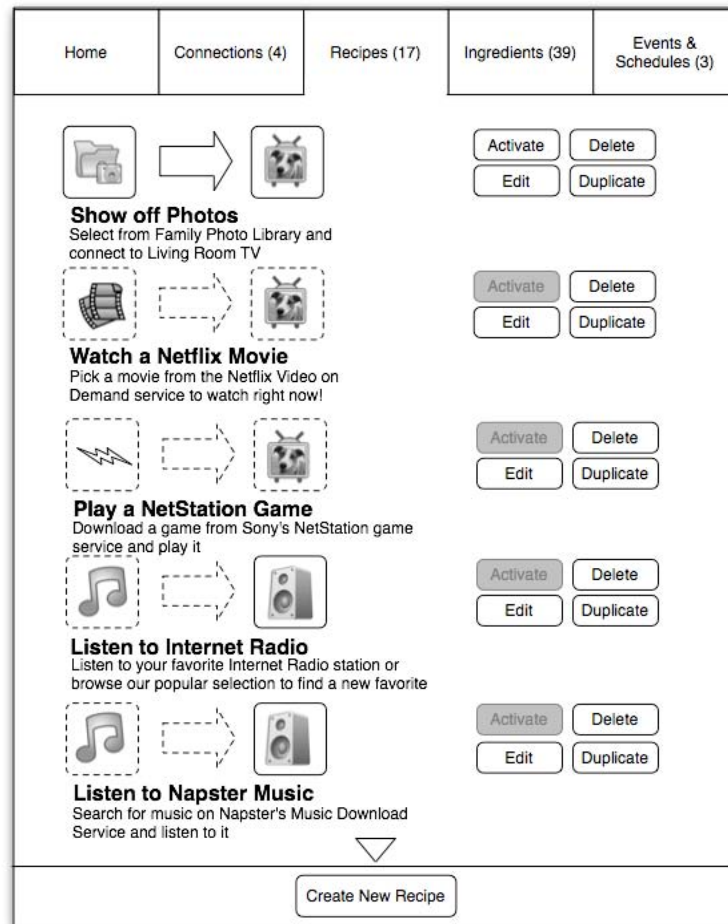 Home
Connections (4)
Recipes (17)
Ingredients (39)
Events &
Schedules (3)
Activate
Delete
Edit
Duplicate
Show off Photos
Select from Family Photo Library and
connect to Living Room TV
Activate
Delete
Edit
Duplicate
Watch a Netflix Movie
Pick a movie from the Netflix Video on
Demand service to watch right now!
Activate
Delete
Edit
Duplicate
Play a NetStation Game
Download a game from Sony's NetStation game
service and play it
Activate
Delete
Edit
Duplicate
Listen to Internet Radio
Listen to your favorite Internet Radio station or
browse our popular selection to find a new favorite
Activate
Delete
Edit
Duplicate
Listen to Napster Music
Search for music on Napster's Music Download
Service and listen to it
Create New Recipe